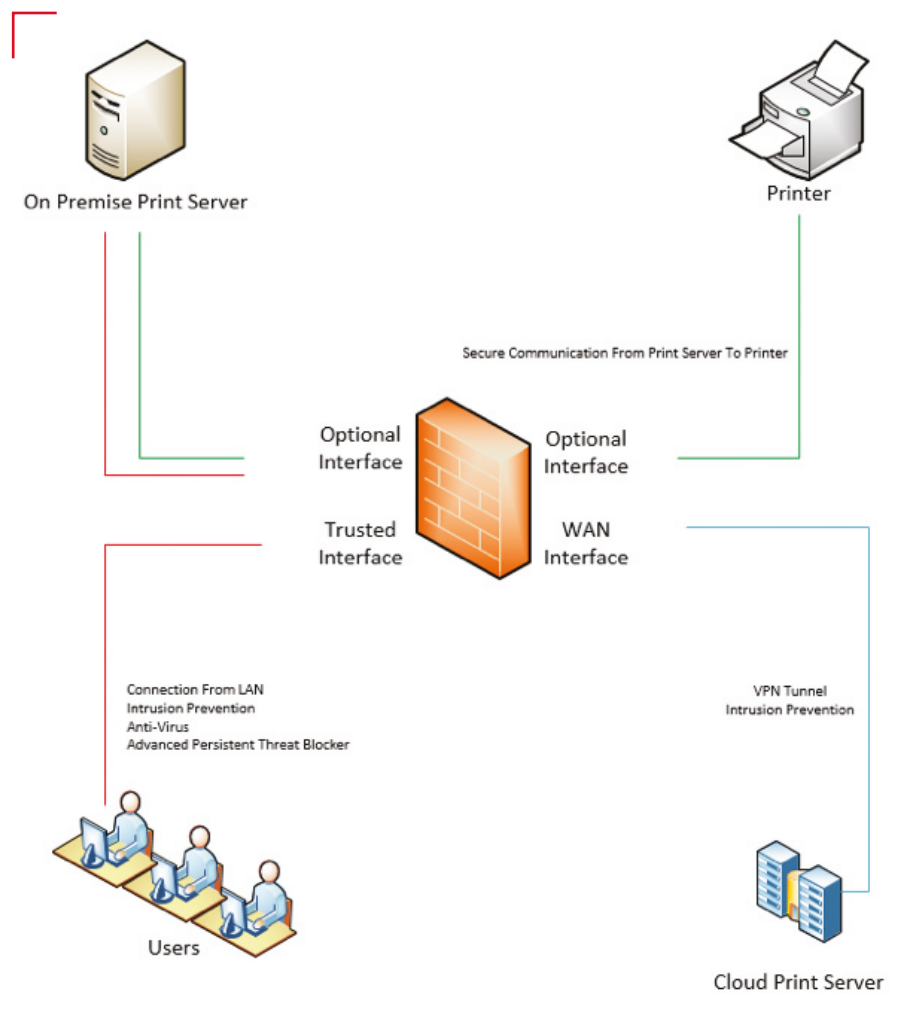 On Premise Print Server
Printer
Secure Communication From Print Server To Printer
Optional
Interface
Optional
Interface
Trusted
Interface
WAN
Interface
Connection From LAN
Intrusion Prevention
Anti-Virus
Advanced Persistent Threat Blocker
VPN Tunnel
Intrusion Prevention
Users
Cloud Print Server